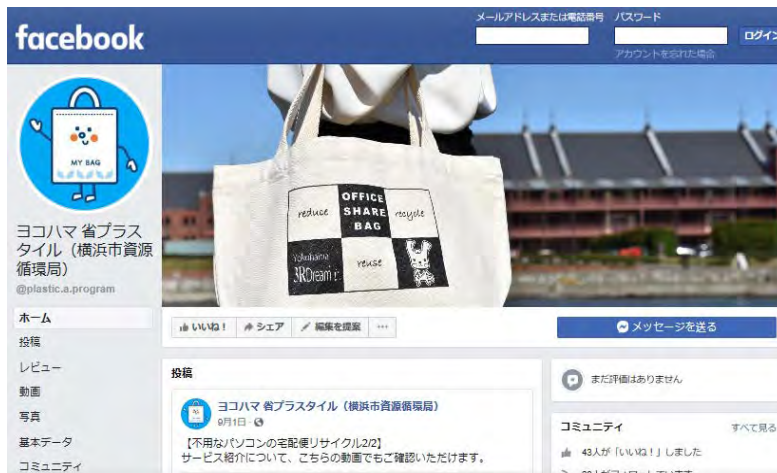 facebook
メールアドレスまたは電話番号
パスワード
ログイン
アカウントを忘れた場合
MY BAG
ヨコハマ 省プラス
タイル(横浜市資源
循環局)
@plastic.a.program
ホーム
投稿
レビュー
動画
写真
基本データ
コミュニティ
reduce
OFFICE
SHARE
BAG
recycle
Yokohama
3R Dream!
reuse
いいね!
シェア
編集を提案
メッセージを送る
投稿
ヨコハマ 省プラスタイル(横浜市資源循環局)
9月1日
【不用なパソコンの宅配便リサイクル2/2】
サービス紹介について、こちらの動画でもご確認いただけます。
まだ評価はありません
コミュニティ
すべて見る
43人が「いいね!」しました